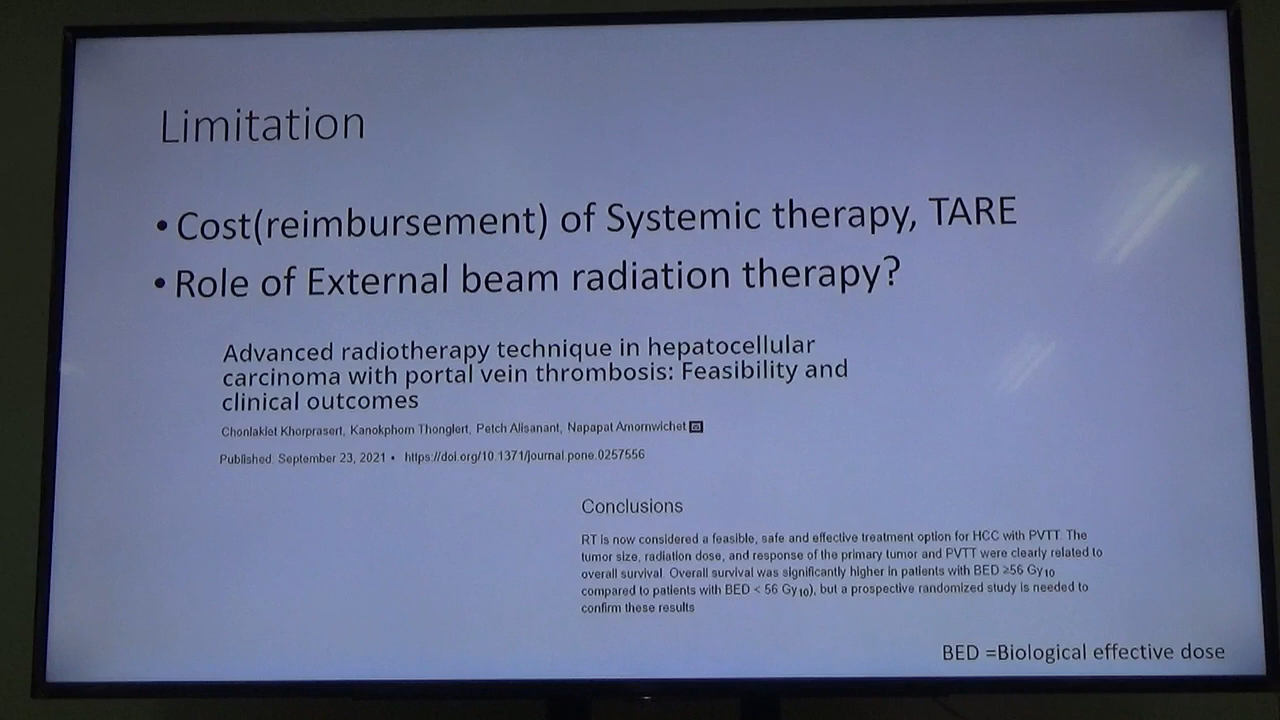 Limitation
• Cost(reimbursement) of Systemic therapy, TARE
• Role of External beam radiation therapy?
Advanced radiotherapy technique in hepatocellular
carcinoma with portal vein thrombosis: Feasibility and
clinical outcomes
Chonlakiet Khorprasert, Kanokphorn Thonglert, Petch Alisanant, Napapat Amornwichet
Published: September 23, 2021 • https://doi.org/10.1371/journal.pone.0257556
Conclusions
RT is now considered a feasible, safe and effective treatment option for HCC with PVTT. The
tumor size, radiation dose, and response of the primary tumor and PVTT were clearly related to
overall survival. Overall survival was significantly higher in patients with BED ≥56 Gy10
compared to patients with BED < 56 Gy10), but a prospective randomized study is needed to
confirm these results
BED =Biological effective dose